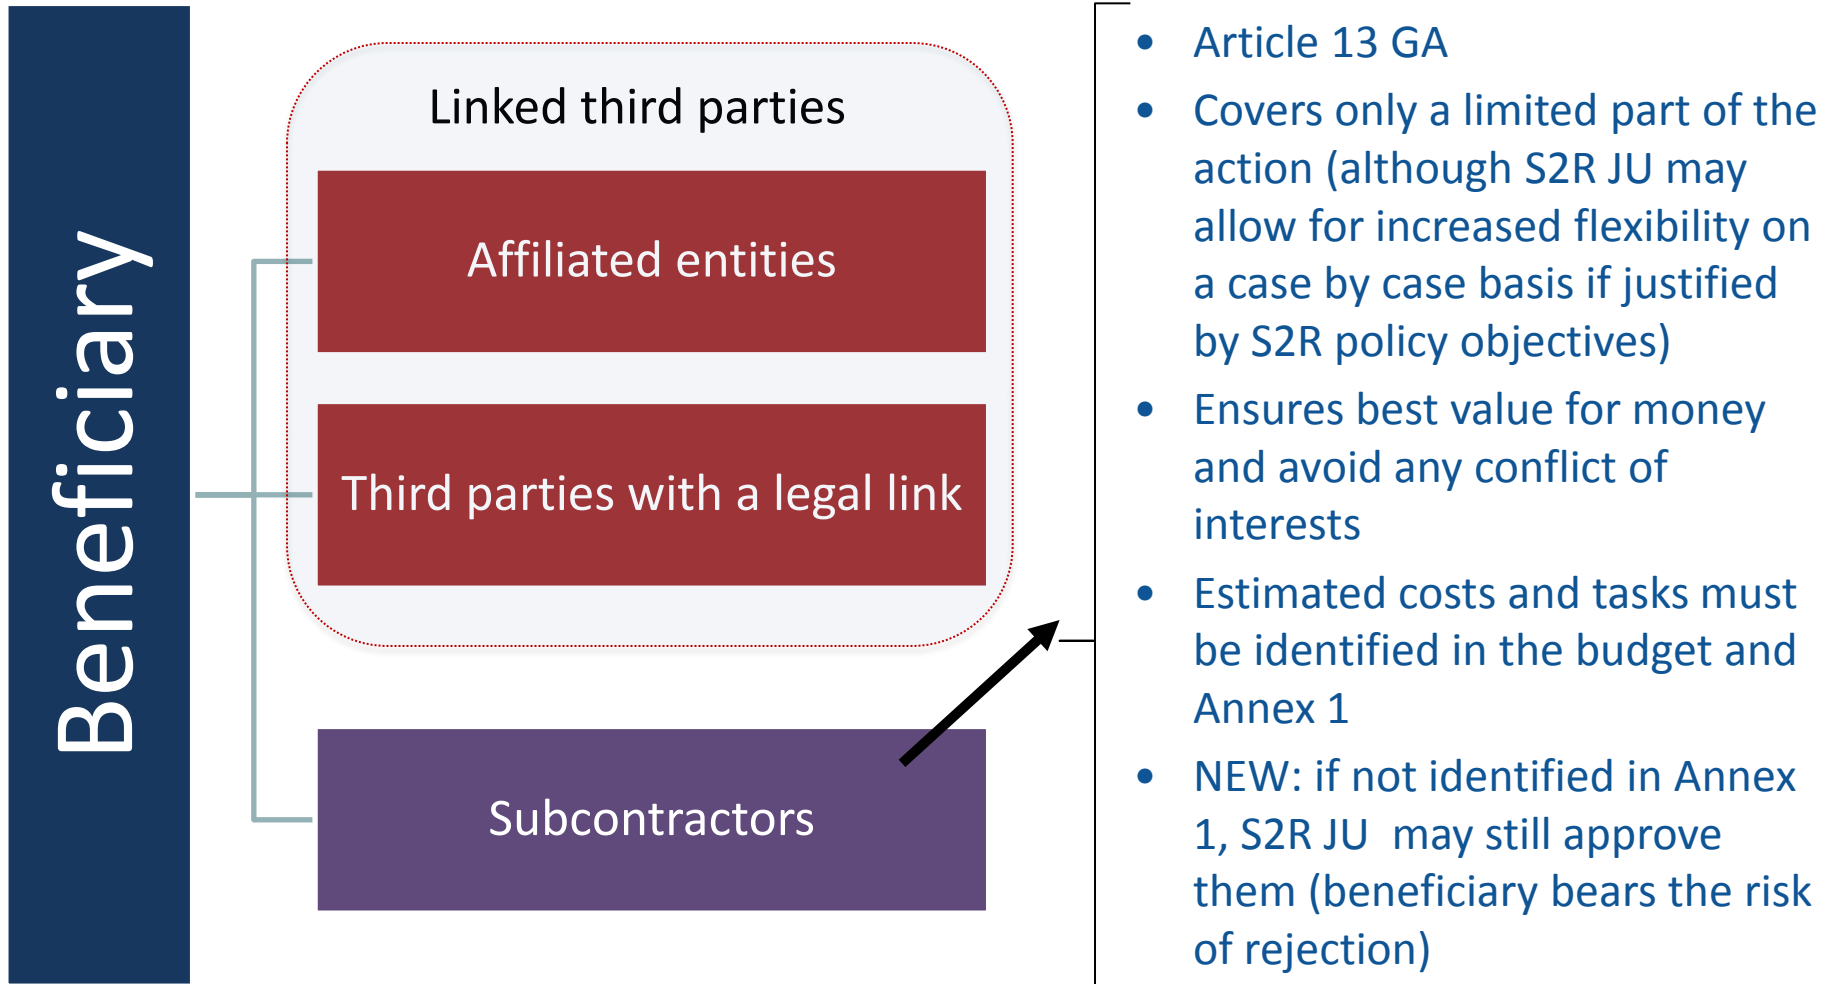 Beneficiary
Linked third parties
Affiliated entities
Third parties with a legal link
Subcontractors
• Article 13 GA
• Covers only a limited part of the
action (although S2R JU may
allow for increased flexibility on
a case by case basis if justified
by S2R policy objectives)
• Ensures best value for money
and avoid any conflict of
interests
• Estimated costs and tasks must
be identified in the budget and
Annex 1
• NEW: if not identified in Annex
1, S2R JU  may still approve
them (beneficiary bears the risk
of rejection)